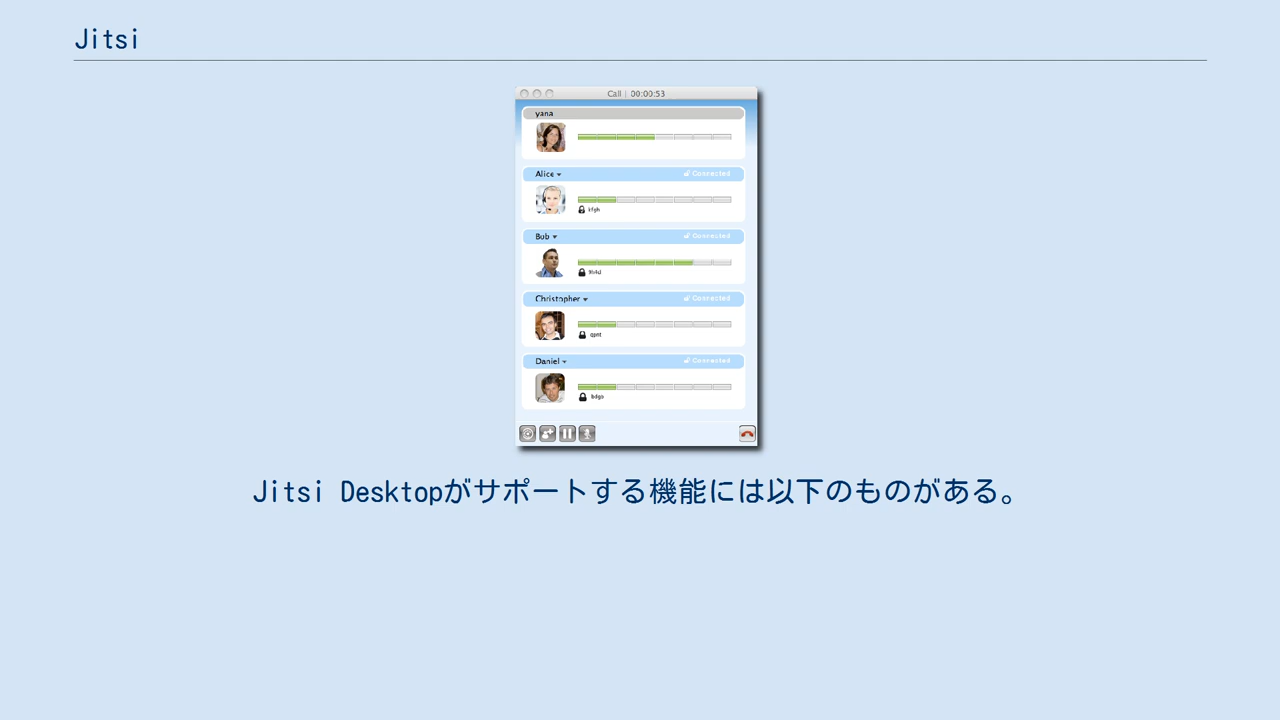 Jitsi
Call | 00:00:53
yana
Alice
Connected
Bob
Connected
Christopher
Connected
qpnt
Daniel
Connected
Jitsi Desktopがサポートする機能には以下のものがある。